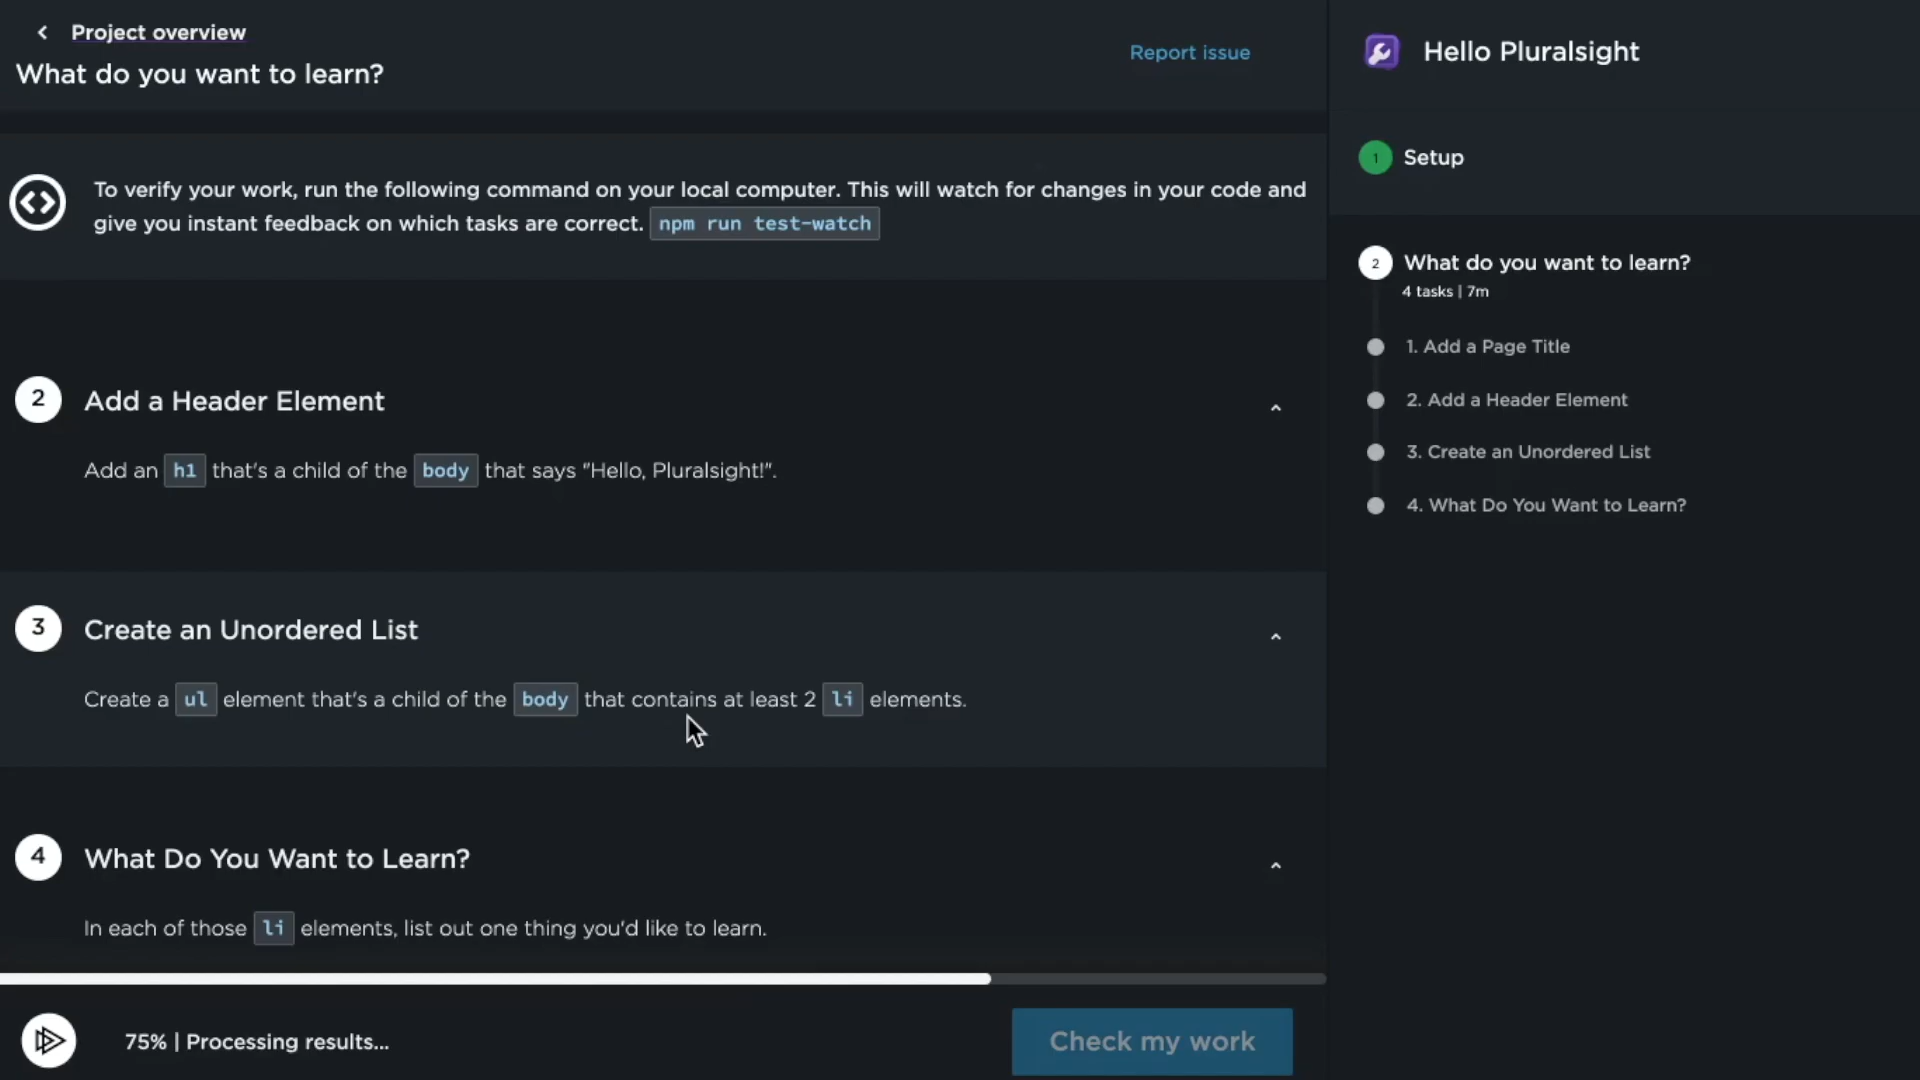 Project overview
What do you want to learn?
Report issue
To verify your work, run the following command on your local computer. This will watch for changes in your code and
give you instant feedback on which tasks are correct. npm run test-watch
2 Add a Header Element
Add an h1 that's a child of the body that says "Hello, Pluralsight!".
3 Create an Unordered List
Create a ul element that's a child of the body that contains at least 2 li elements.
4 What Do You Want to Learn?
In each of those li elements, list out one thing you'd like to learn.
75% | Processing results...
Check my work
Hello Pluralsight
1 Setup
2 What do you want to learn?
4 tasks | 7m
1. Add a Page Title
2. Add a Header Element
3. Create an Unordered List
4. What Do You Want to Learn?